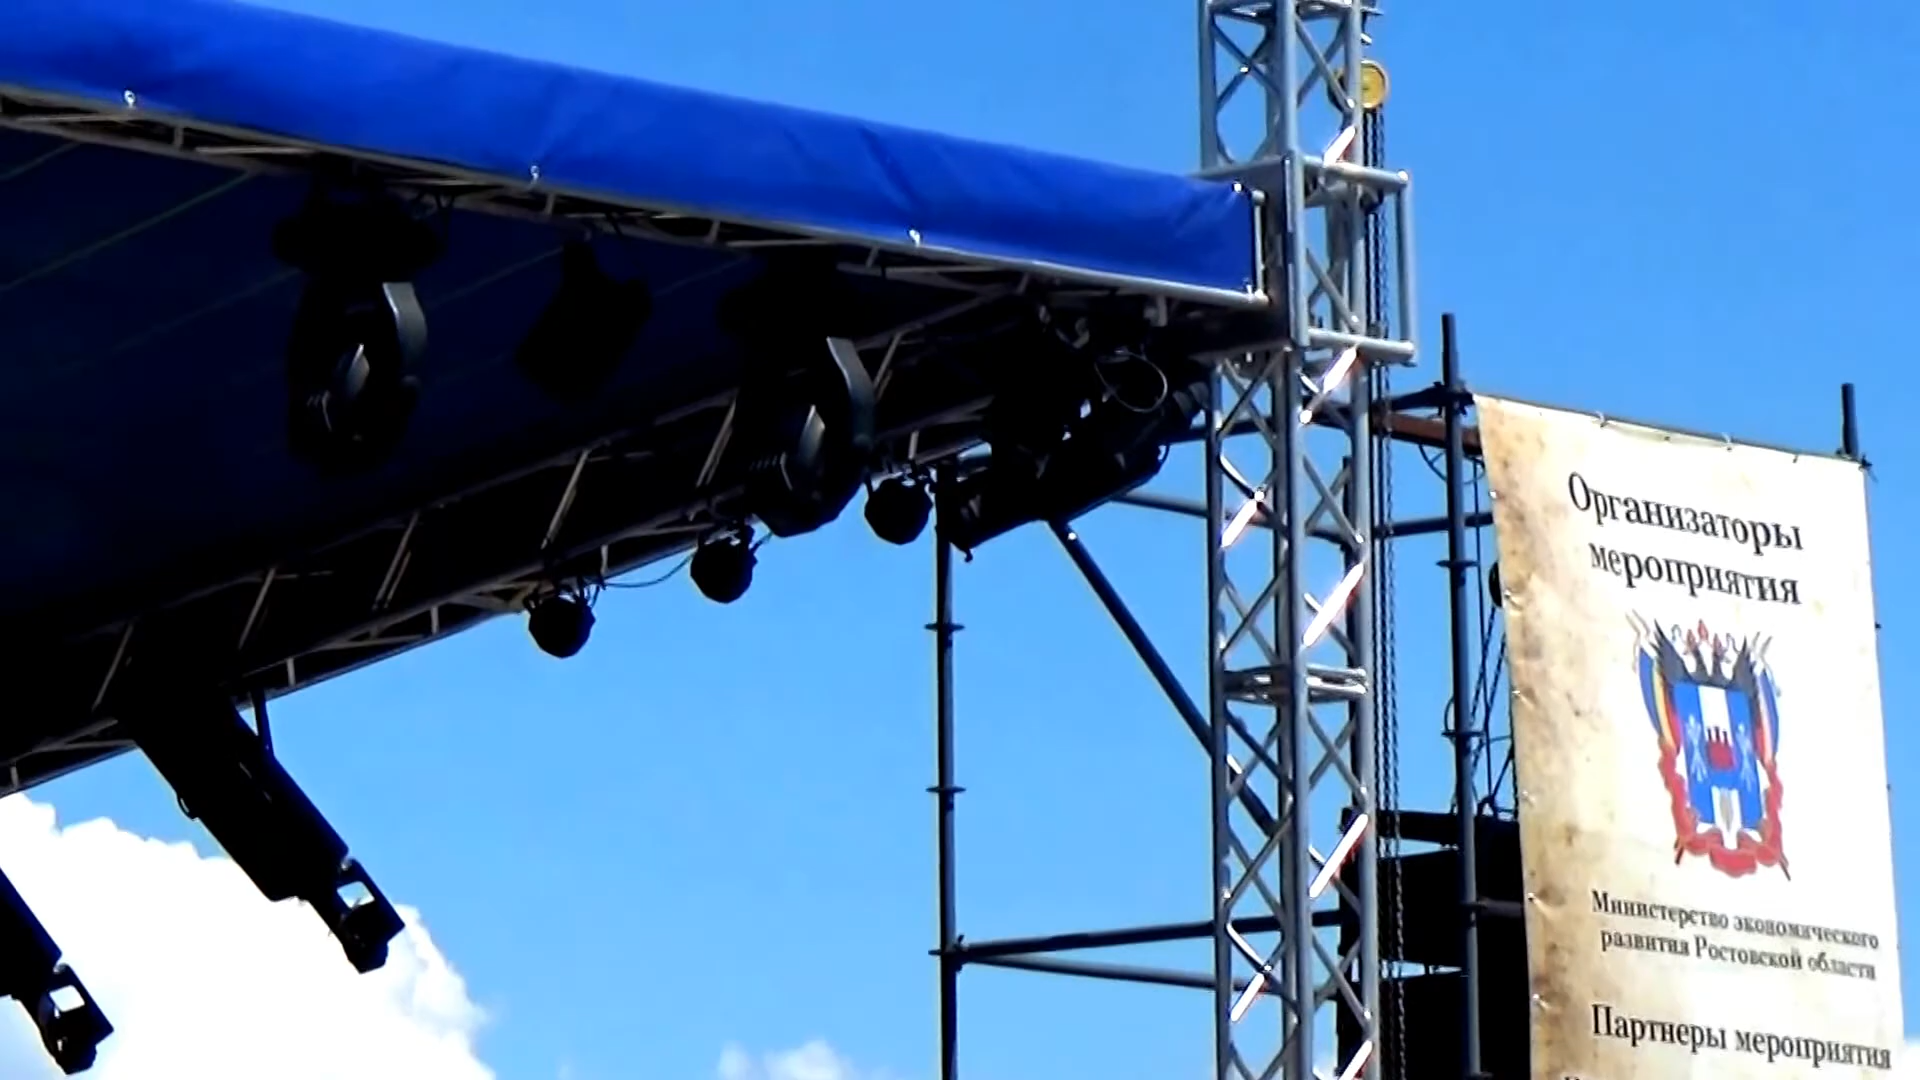 Организаторы
мероприятия
Министерство экономического
развития Ростовской области
Партнеры мероприятия